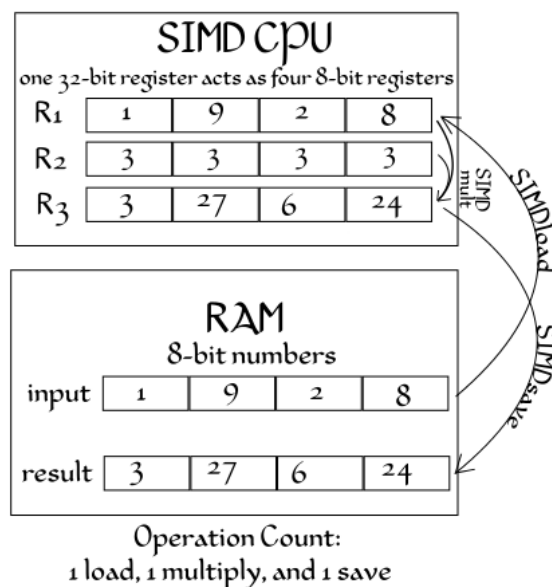 SIMD CPU
one 32-bit register acts as four 8-bit registers
R1 1 9 2 8
R2 3 3 3 3
R3 3 27 6 24
SIMD mult
SIMDload
RAM
8-bit numbers
SIMDsave
input 1 9 2 8
result 3 27 6 24
Operation Count:
1 load, 1 multiply, and 1 save